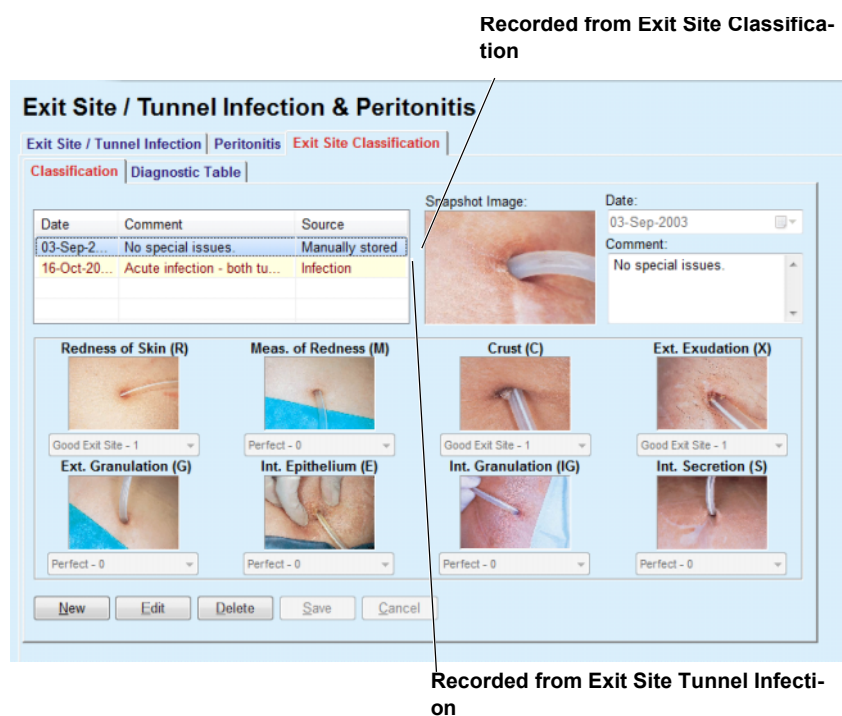 Recorded from Exit Site Classifica-
tion
Exit Site / Tunnel Infection & Peritonitis
Exit Site / Tunnel Infection Peritonitis Exit Site Classification
Classification Diagnostic Table
Snapshot Image: Date:
Date Comment Source 03-Sep-2003
03-Sep-2... No special issues. Manually stored Comment:
16-Oct-20... Acute infection - both tu... Infection No special issues.
Redness of Skin (R) Meas. of Redness (M) Crust (C) Ext. Exudation (X)
Good Exit Site - 1 Perfect - 0 Good Exit Site - 1 Good Exit Site - 1
Ext. Granulation (G) Int. Epithelium (E) Int. Granulation (IG) Int. Secretion (S)
Perfect - 0 Perfect - 0 Perfect - 0 Perfect - 0
New Edit Delete Save Cancel
Recorded from Exit Site Tunnel Infecti-
on